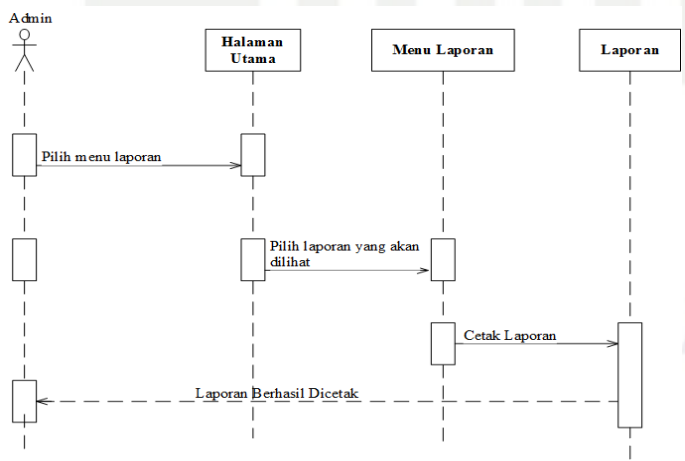 Admin
Halaman
Utama
Menu Laporan
Laporan
Pilih menu laporan
Pilih laporan yang akan
dilihat
Cetak Laporan
Laporan Berhasil Dicetak